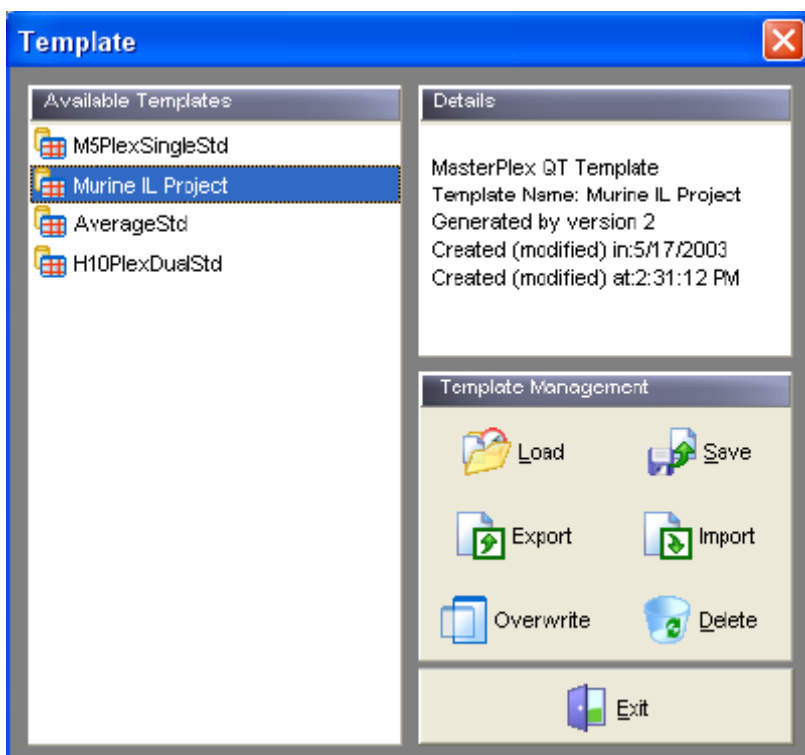 Template
Available Templates
M5PlexSingleStd
Murine IL Project
AverageStd
H10PlexDualStd
Details
MasterPlex QT Template
Template Name: Murine IL Project
Generated by version 2
Created (modified) in:5/17/2003
Created (modified) at:2:31:12 PM
Template Management
Load
Save
Export
Import
Overwrite
Delete
Exit